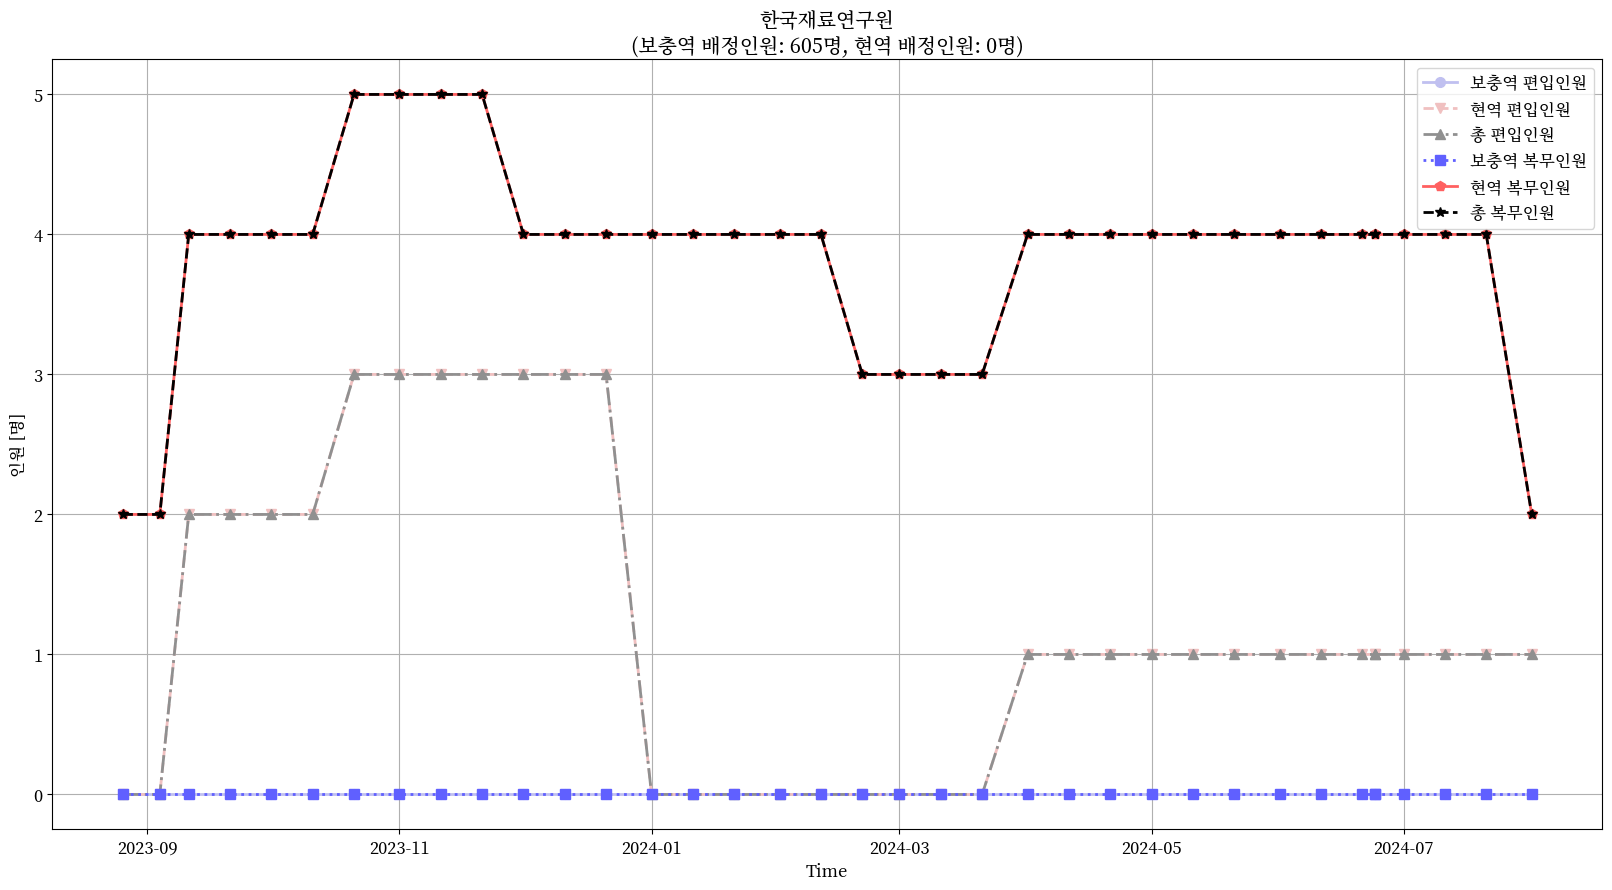 한국재료연구원
(보충역 배정인원: 605명, 현역 배정인원: 0명)
보충역 편입인원
현역 편입인원
총 편입인원
보충역 복무인원
현역 복무인원
총 복무인원
인원 [명]
5
4
3
2
1
0
2023-09
2023-11
2024-01
2024-03
2024-05
2024-07
Time